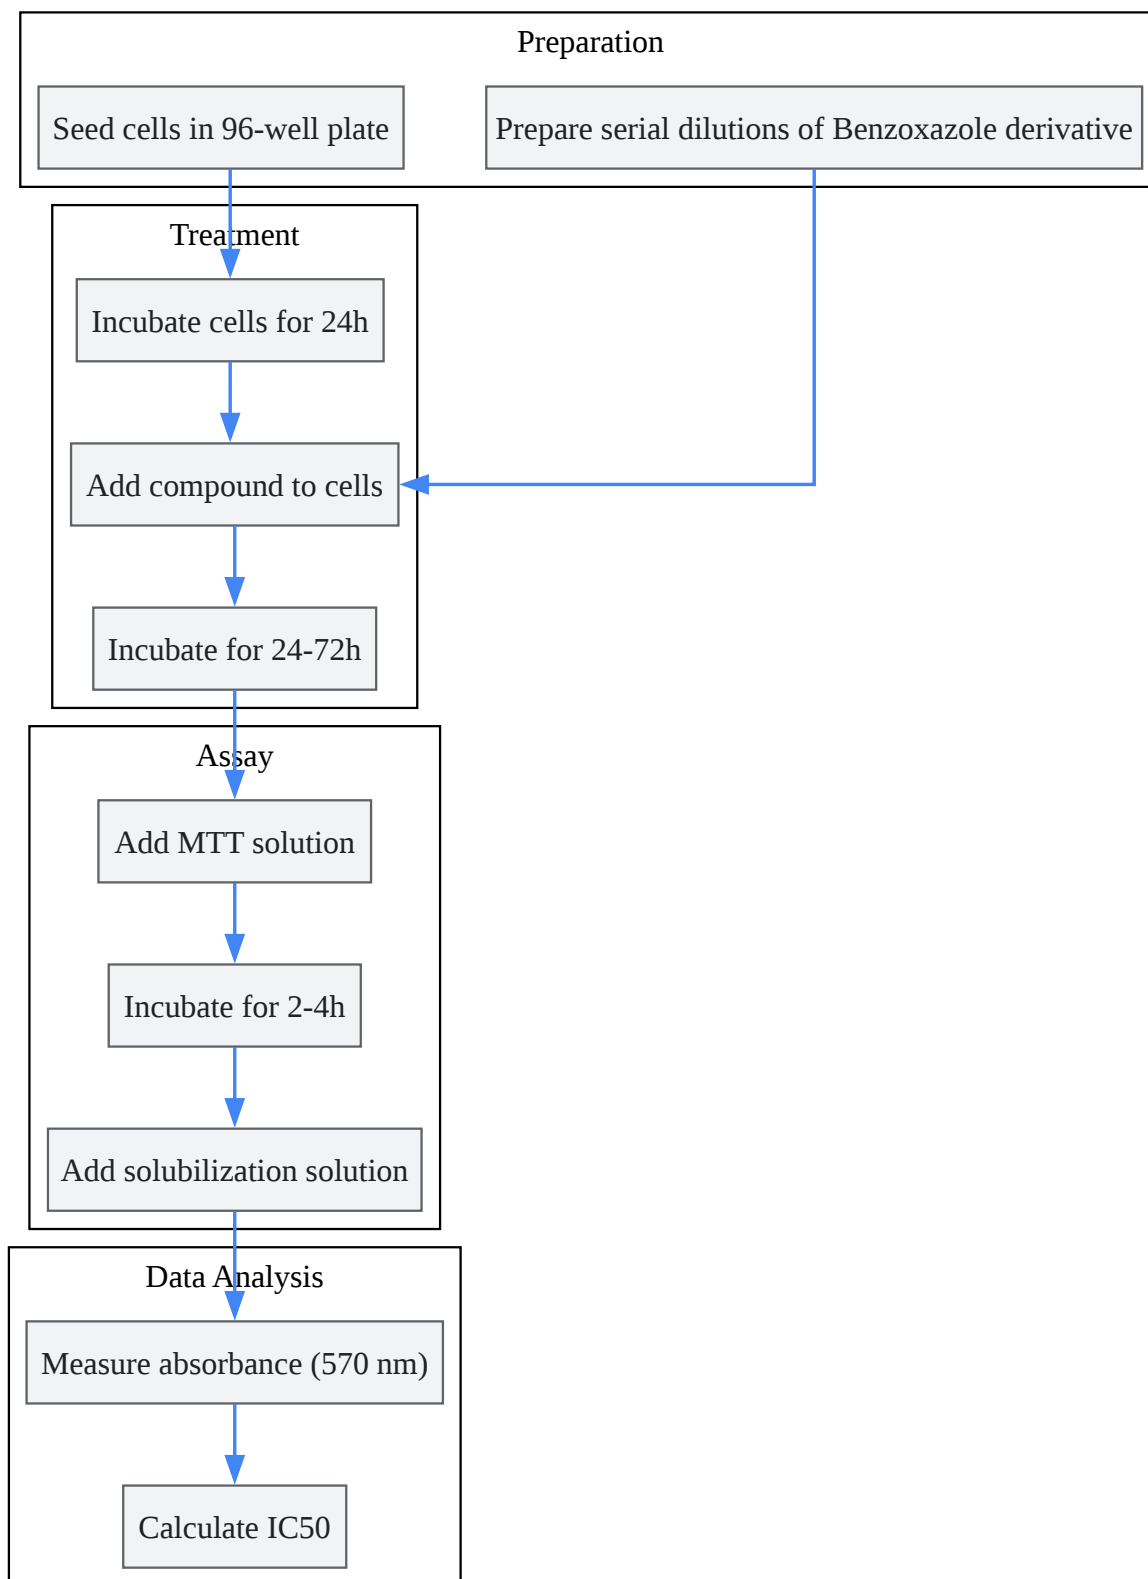 Preparation
Seed cells in 96-well plate
Prepare serial dilutions of Benzoxazole derivative
Treatment
Incubate cells for 24h
Add compound to cells
Incubate for 24-72h
Assay
Add MTT solution
Incubate for 2-4h
Add solubilization solution
Data Analysis
Measure absorbance (570 nm)
Calculate IC50